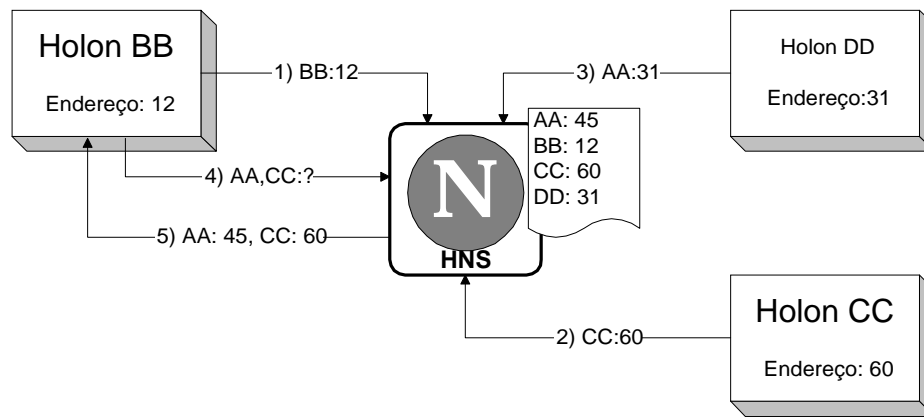 Holon BB
Endereço: 12
1) BB:12
3) AA:31
Holon DD
Endereço:31
AA: 45
BB: 12
CC: 60
DD: 31
4) AA,CC:?
5) AA: 45, CC: 60
N
HNS
2) CC:60
Holon CC
Endereço: 60